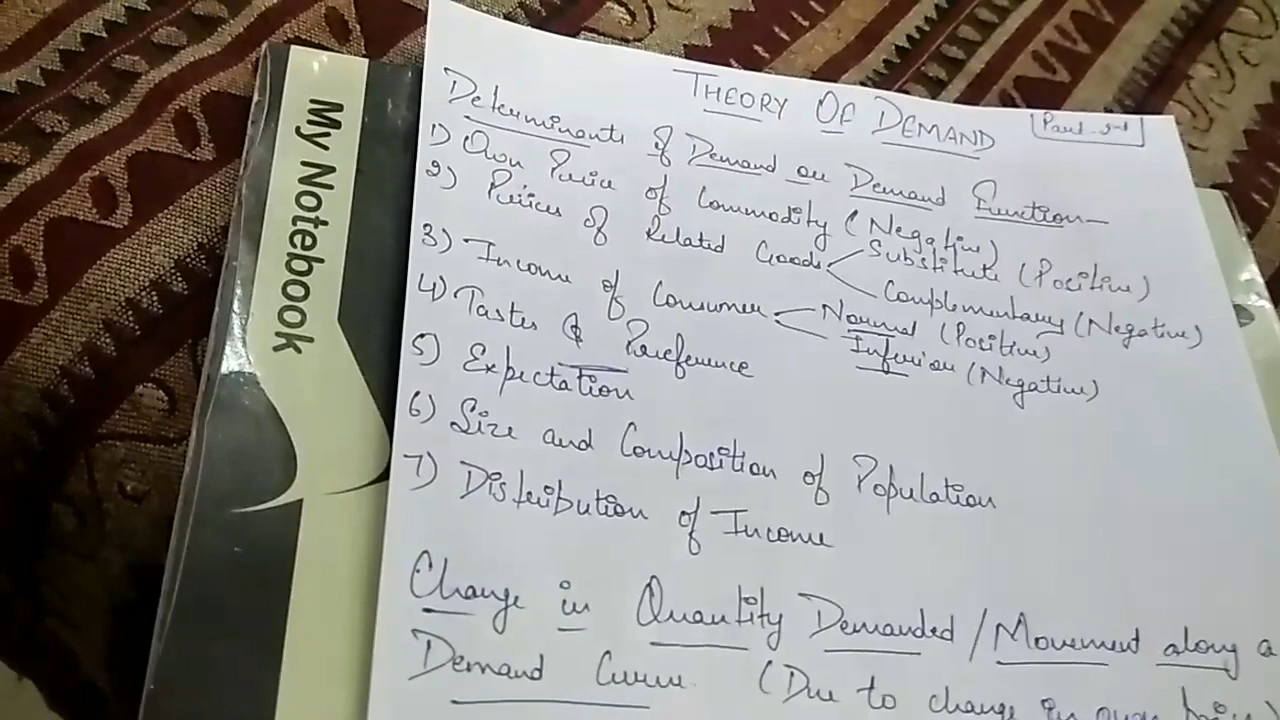 My Notebook
THEORY OF DEMAND
Determinants of Demand or Demand Function
1) Own Price of Commodity (Negative)
2) Prices of Related Goods Substitute (Positive)
Complementary (Negative)
3) Income of Consumer Normal (Positive)
Inferior (Negative)
4) Tastes & Preference
5) Expectation
6) Size and Composition of Population
7) Distribution of Income
Change in Quantity Demanded / Movement along a
Demand Curve (Due to change in own price)